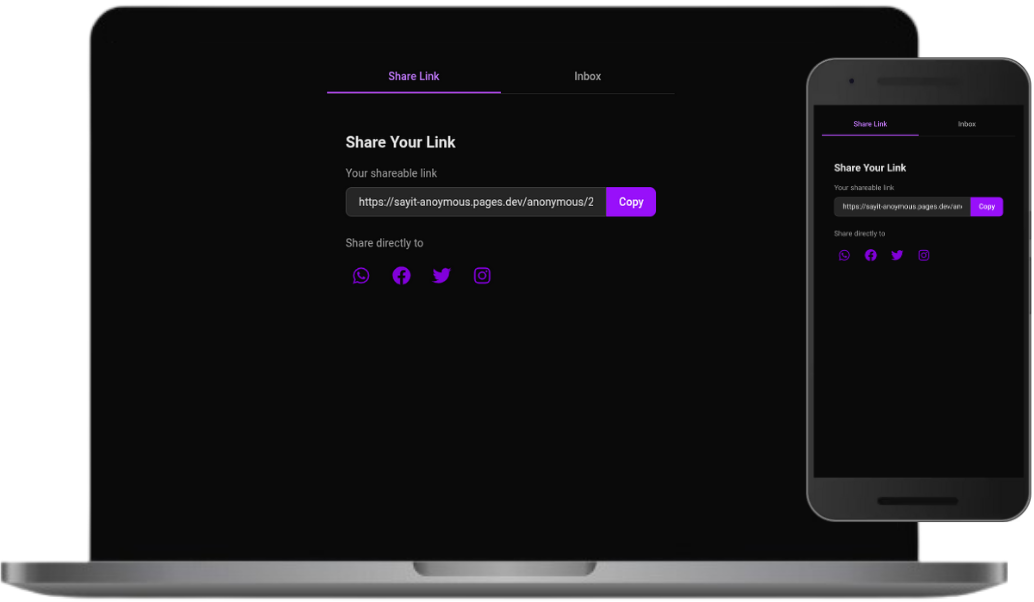 Share Link
Inbox
Share Your Link
Your shareable link
https://sayit-anoymous.pages.dev/anonymous/2
Copy
Share directly to
Share Link
Inbox
Share Your Link
Your shareable link
https://sayit-anoymous.pages.dev/an
Copy
Share directly to